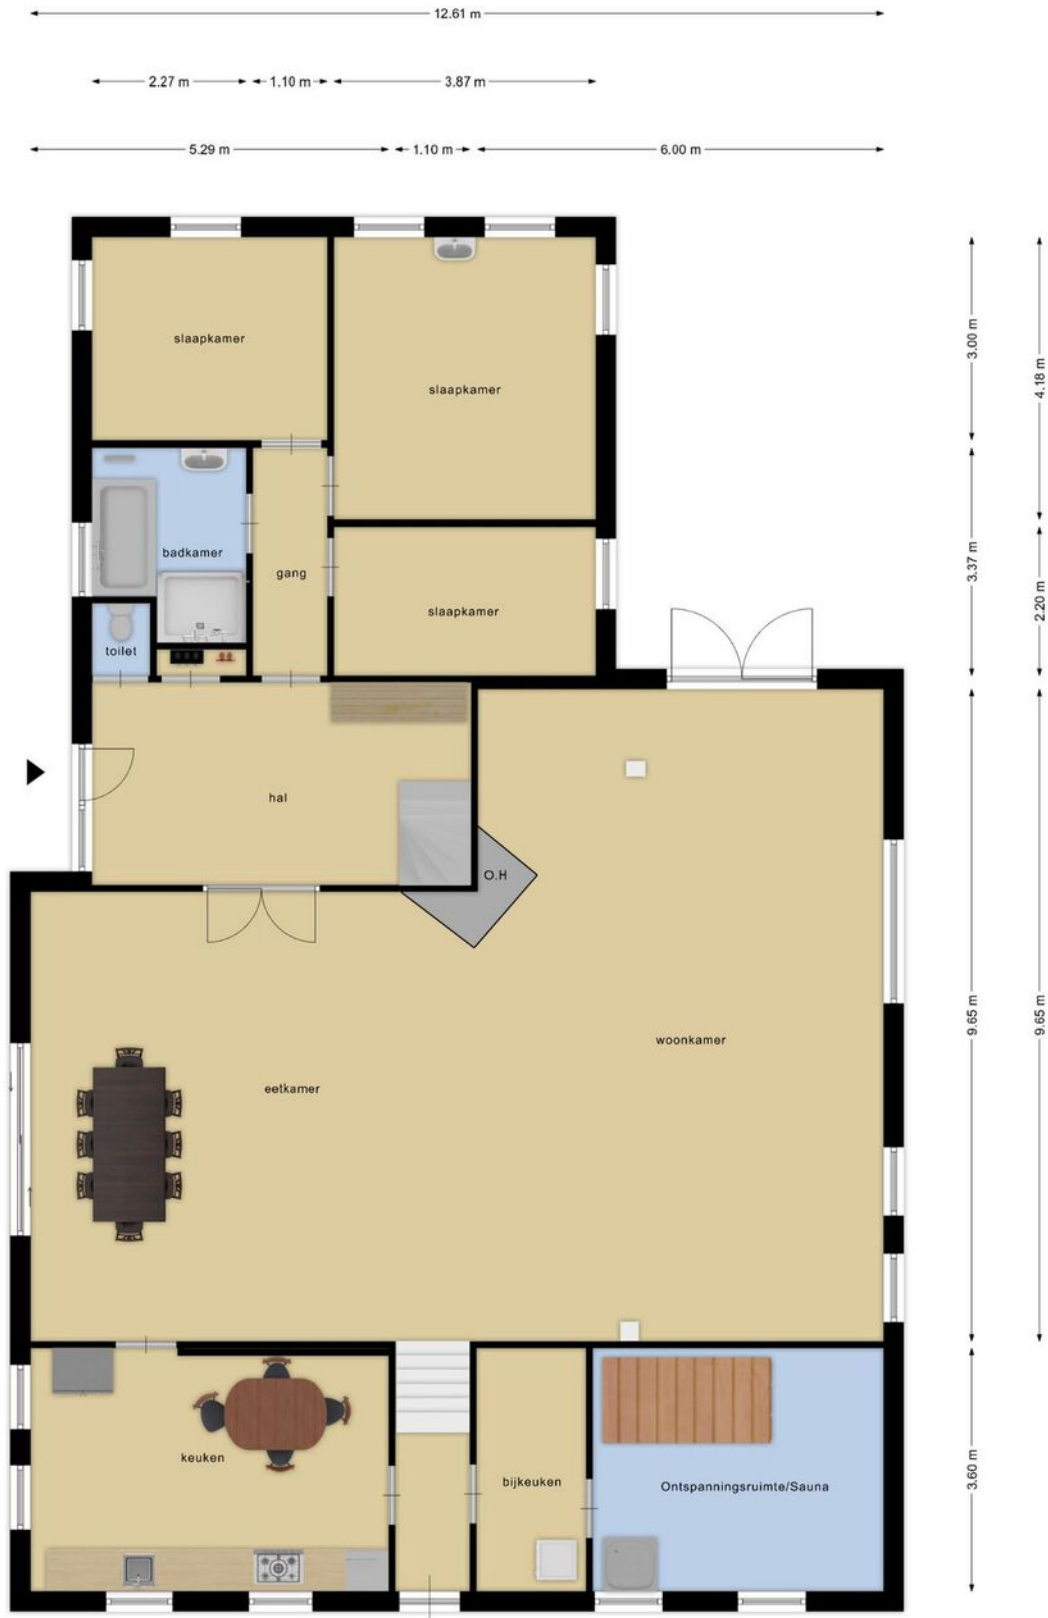 12.61 m
2.27 m 1.10 m 3.87 m
5.29 m 1.10 m 6.00 m
slaapkamer
3.00 m
4.18 m
slaapkamer
badkamer
3.37 m
gang
2.20 m
slaapkamer
toilet
hal
O.H
9.65 m
9.65 m
woonkamer
eetkamer
keuken
bijkeuken
Ontspanningsruimte/Sauna
3.60 m